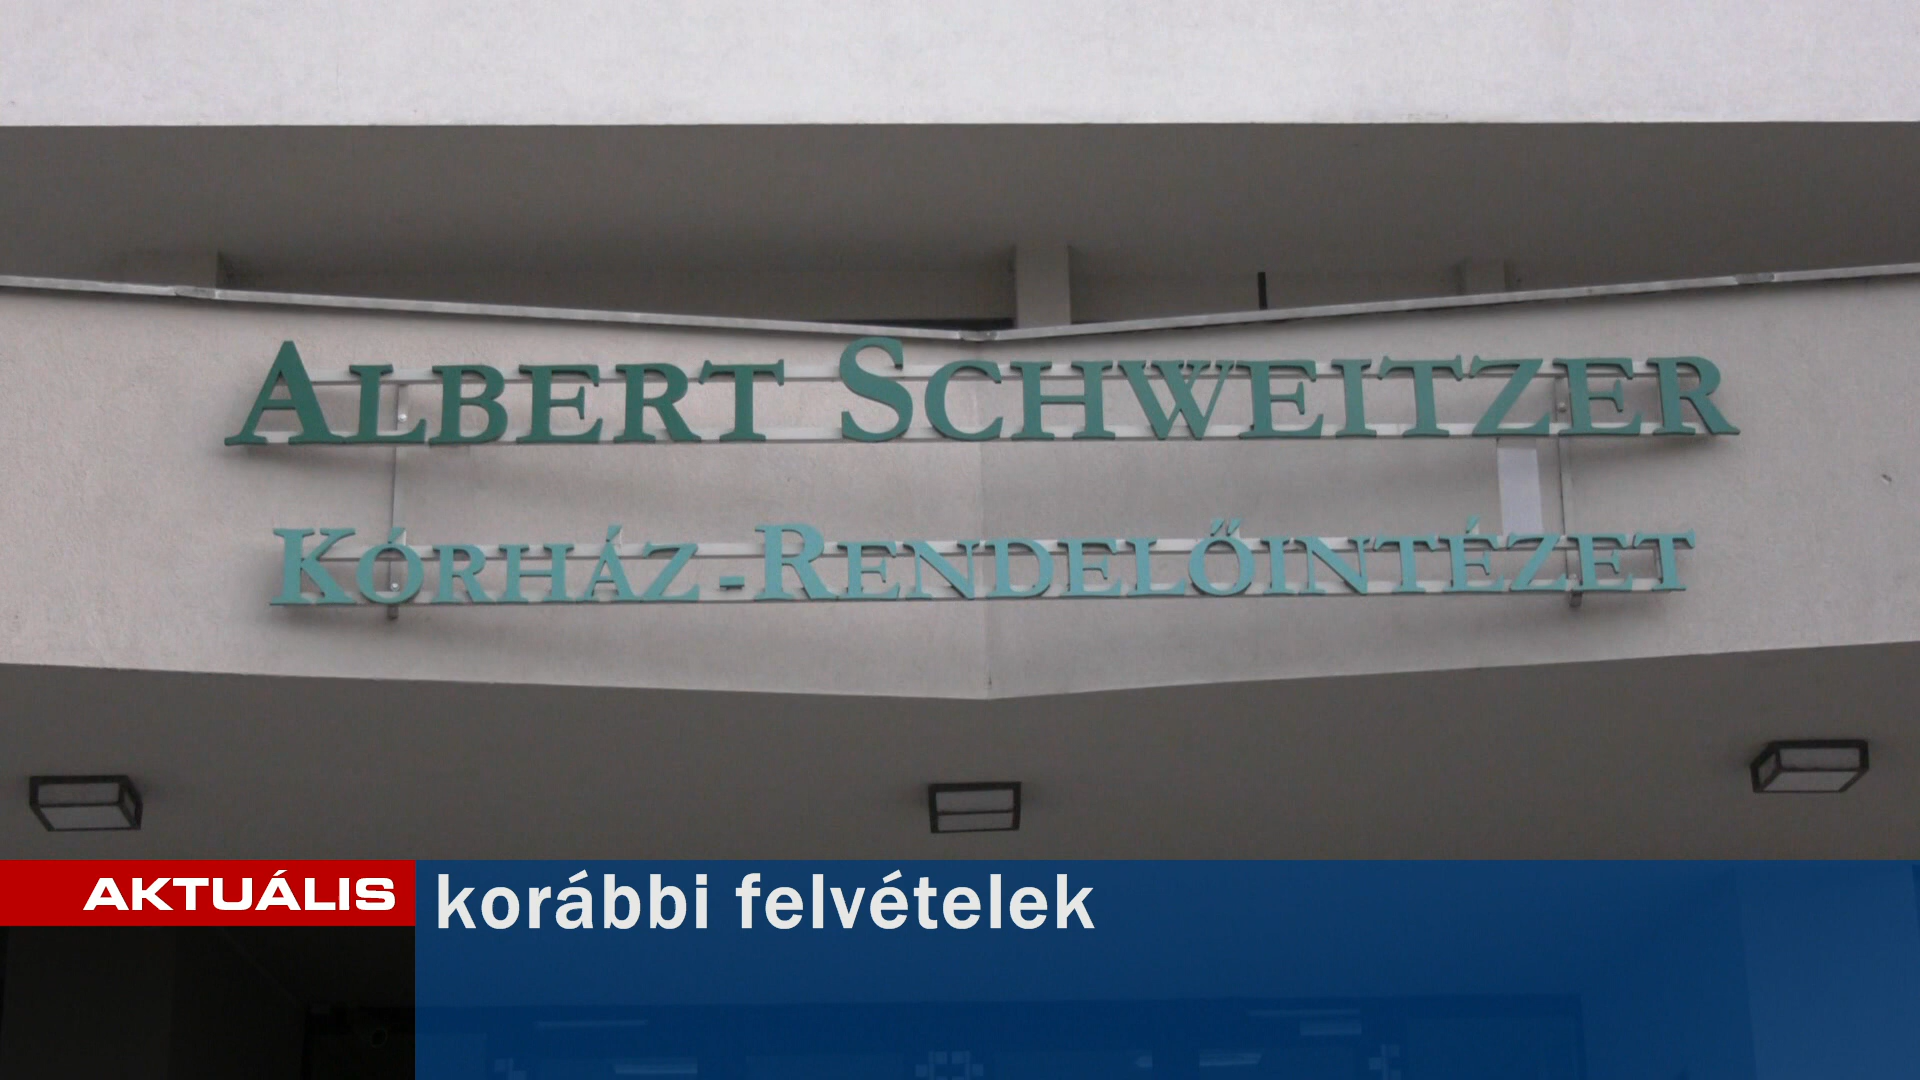 ALBERT SCHWEITZER
KÓRHÁZ-RENDELŐINTÉZET
AKTUÁLIS
korábbi felvételek